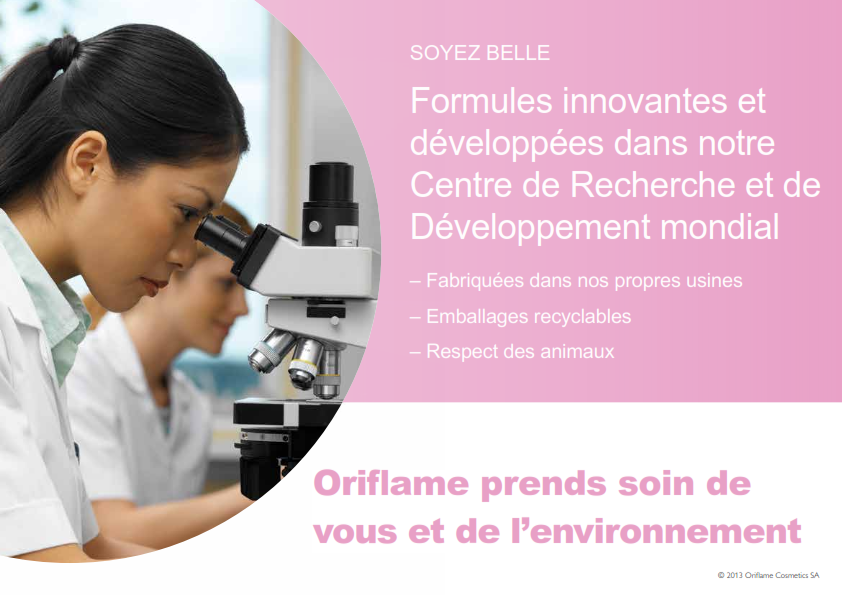 SOYEZ BELLE
Formules innovantes et
développées dans notre
Centre de Recherche et de
Développement mondial
– Fabriquées dans nos propres usines
– Emballages recyclables
– Respect des animaux
Oriflame prends soin de
vous et de l’environnement
© 2013 Oriflame Cosmetics SA